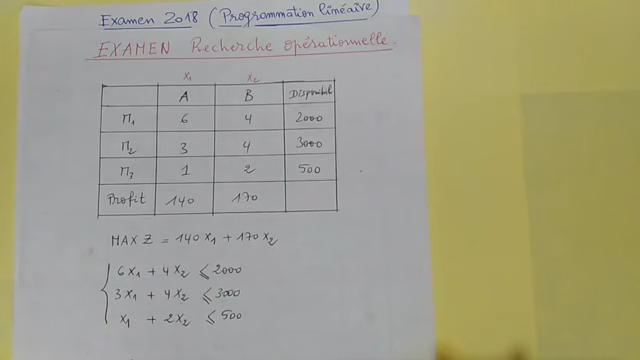 Examen 2018 (Programmation linéaire)
EXAMEN Recherche opérationnelle.
X1 X2
A B Disponibl
M1 6 4 2000
M2 3 4 3000
M3 1 2 500
Profit 140 170
MAX Z = 140 X1 + 170 X2
6 X1 + 4 X2 ⩽ 2000
3 X1 + 4 X2 ⩽ 3000
X1 + 2 X2 ⩽ 500